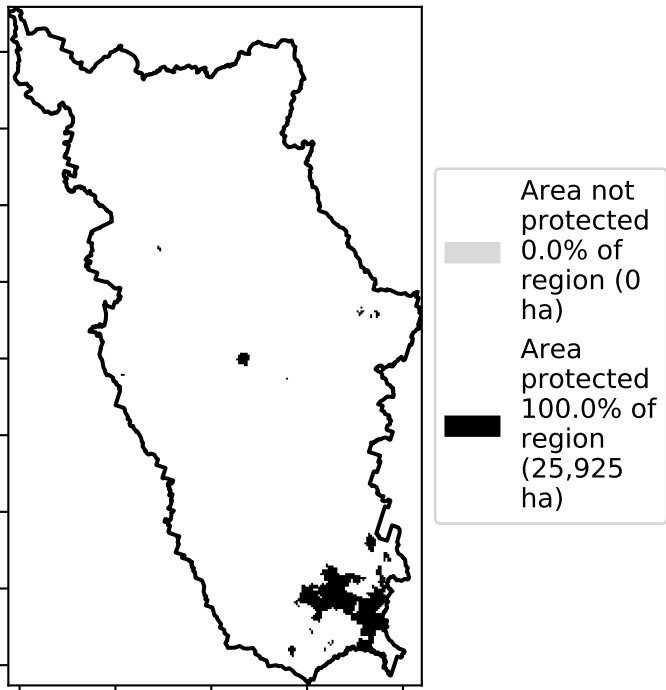 Area not
protected
0.0% of
region (0
ha)
Area
protected
100.0% of
region
(25,925
ha)